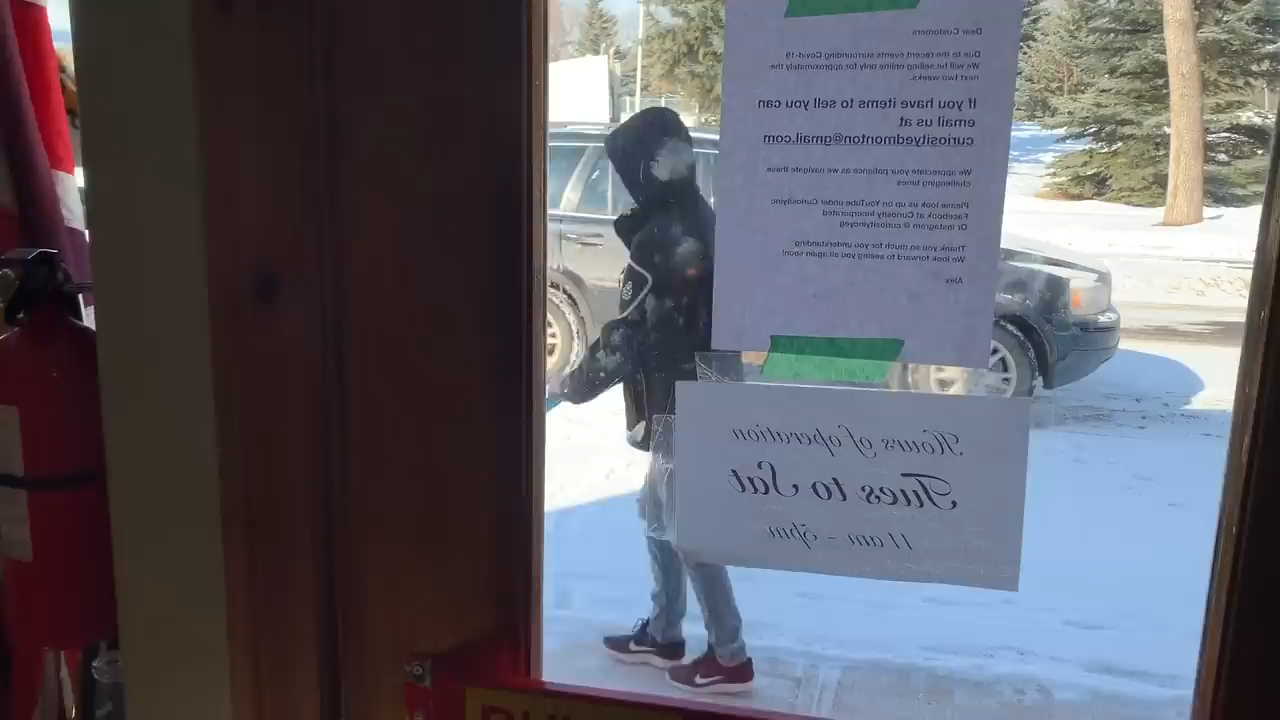 Dear Customers
Due to the recent events surrounding Covid-19
We will be selling online only for approximately the
next two weeks.
If you have items to sell you can
email us at
curiosityedmonton@gmail.com
We appreciate your patience as we navigate these
challenging times
Please look us up on YouTube under CuriosityInc
Facebook at Curiosity Incorporated
Or instagram @ curiosityincyeg
Thank you so much for you understanding
We look forward to seeing you all again soon!
Alex
Hours of operation
Tues to Sat
11am - 5pm